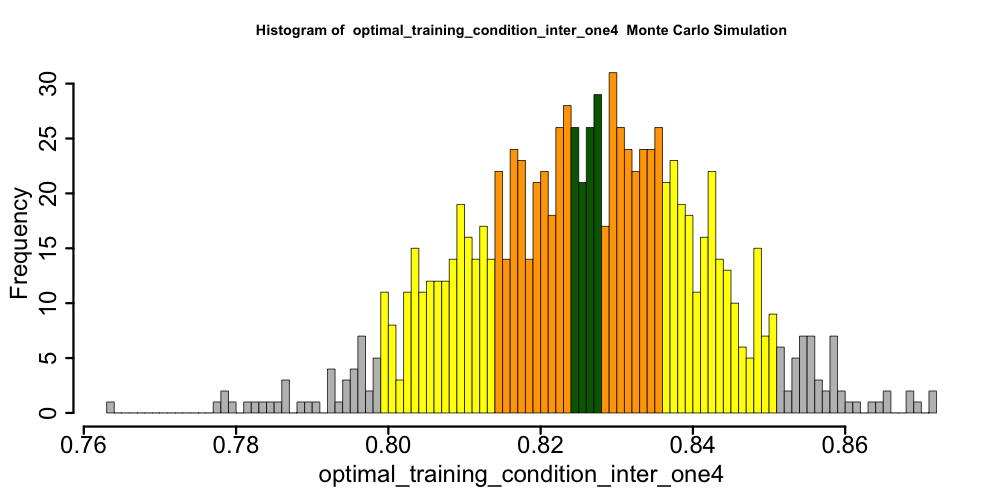 Histogram of optimal_training_condition_inter_one4 Monte Carlo Simulation
30
25
20
15
10
5
0
Frequency
0.76 0.78 0.80 0.82 0.84 0.86
optimal_training_condition_inter_one4